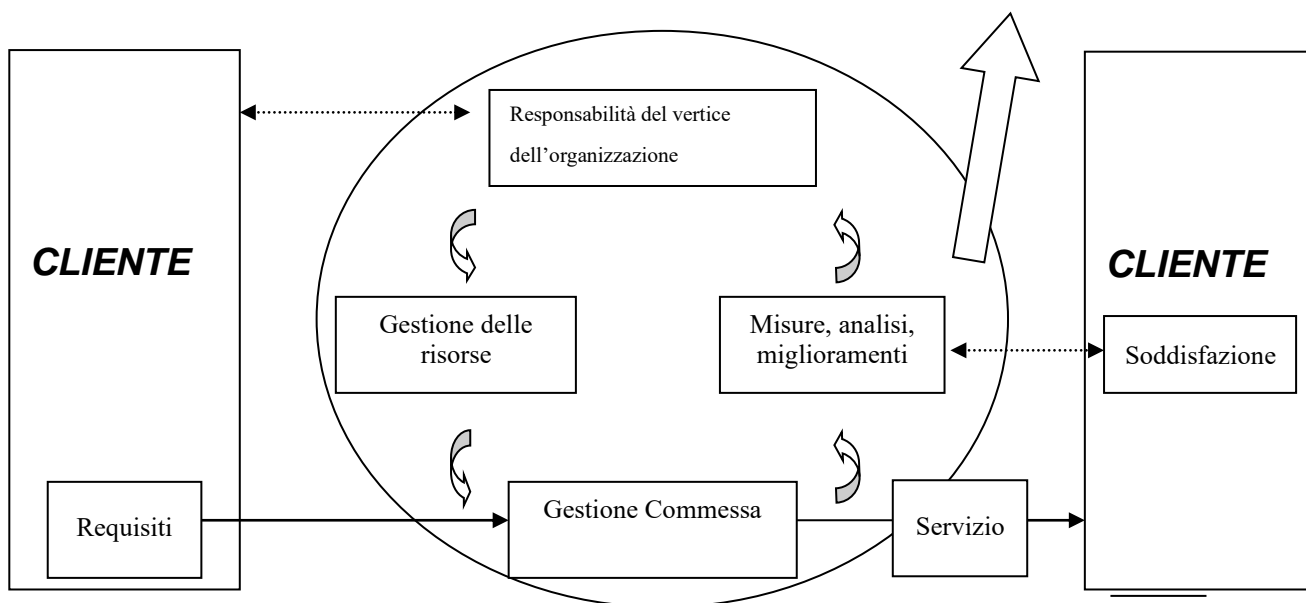 Responsabilità del vertice
dell’organizzazione
CLIENTE
CLIENTE
Gestione delle
risorse
Misure, analisi,
miglioramenti
Soddisfazione
Requisiti
Gestione Commessa
Servizio